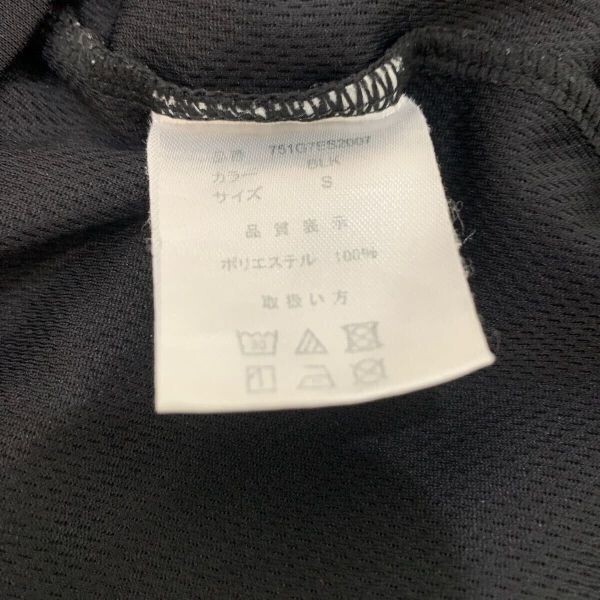 品番 751G7ES2007
カラー BLK
サイズ S
品質表示
ポリエステル 100%
取扱い方